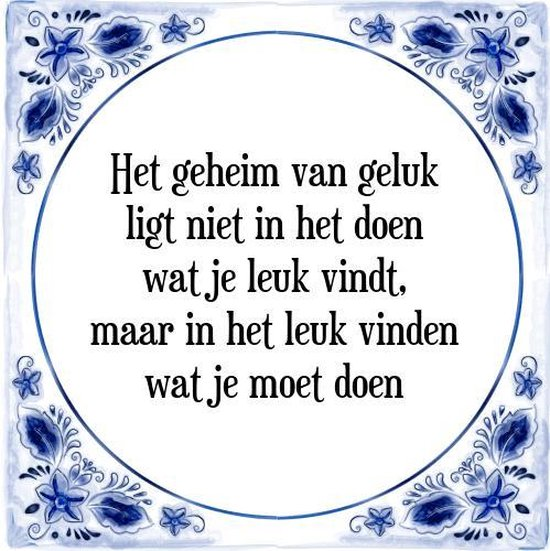 Het geheim van geluk
ligt niet in het doen
wat je leuk vindt,
maar in het leuk vinden
wat je moet doen